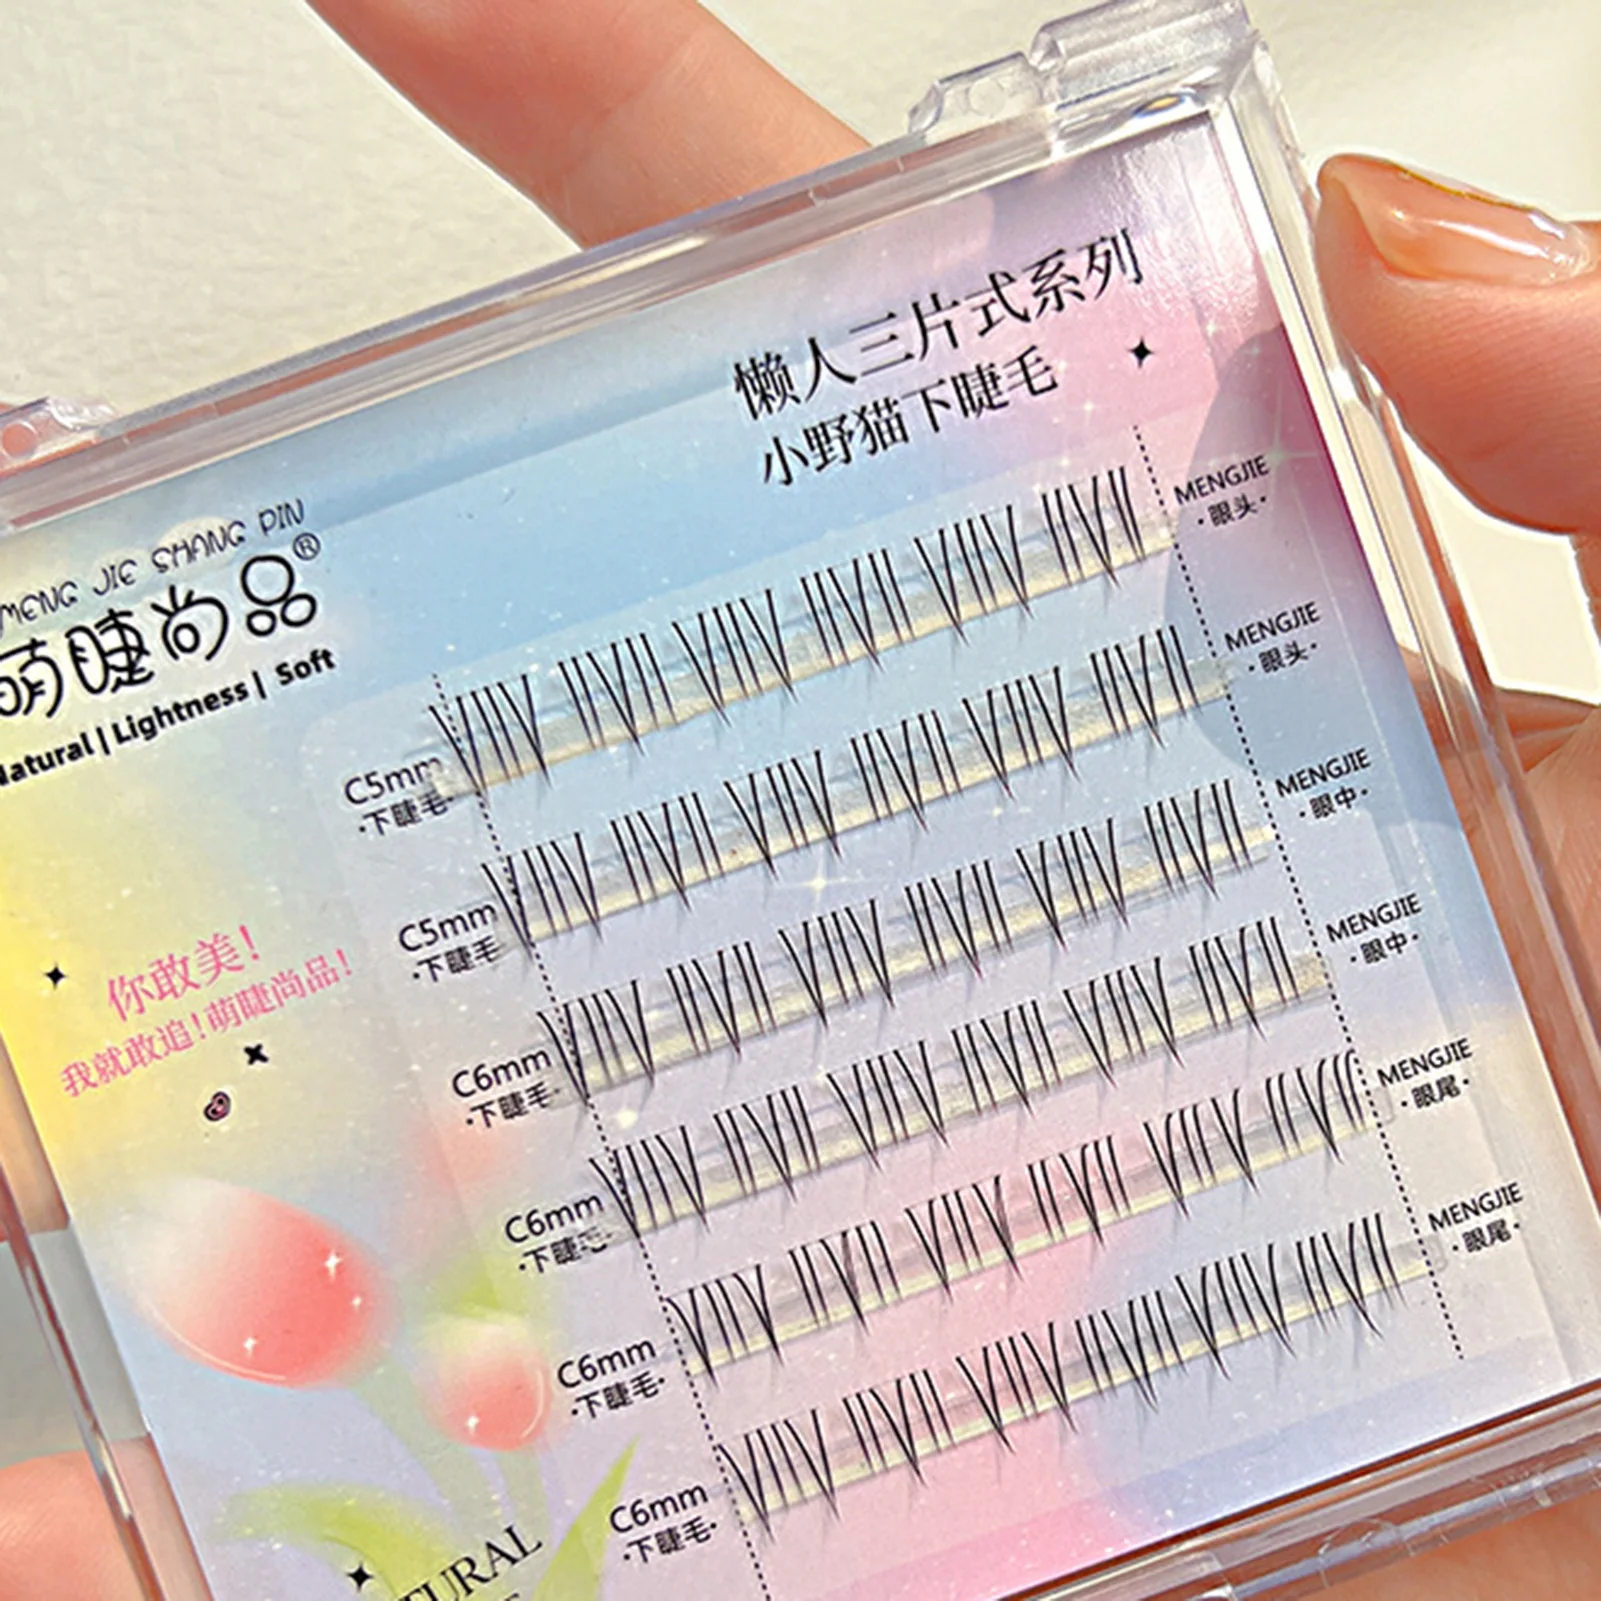 懒人三片式系列
小野猫下睫毛
MENG JIE SHANG PIN
萌睫尚品®
Natural | Lightness | Soft
C5mm
·下睫毛·
MENGJIE
·眼头·
C5mm
·下睫毛·
MENGJIE
·眼头·
C6mm
·下睫毛·
MENGJIE
·眼中·
C6mm
·下睫毛·
MENGJIE
·眼中·
C6mm
·下睫毛·
MENGJIE
·眼尾·
C6mm
·下睫毛·
MENGJIE
·眼尾·
你敢美!
我就敢追!萌睫尚品!
TURAL